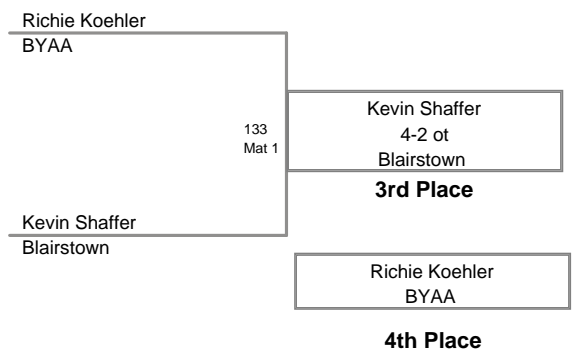 Richie Koehler
BYAA
133
Mat 1
Kevin Shaffer
4-2 ot
Blairstown
3rd Place
Kevin Shaffer
Blairstown
Richie Koehler
BYAA
4th Place